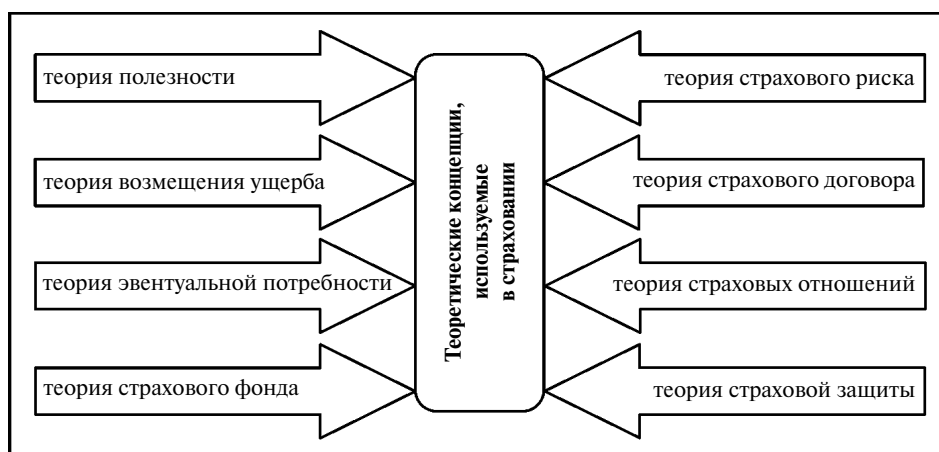 теория полезности
теория возмещения ущерба
теория эвентуальной потребности
теория страхового фонда
Теоретические концепции,
используемые
в страховании
теория страхового риска
теория страхового договора
теория страховых отношений
теория страховой защиты